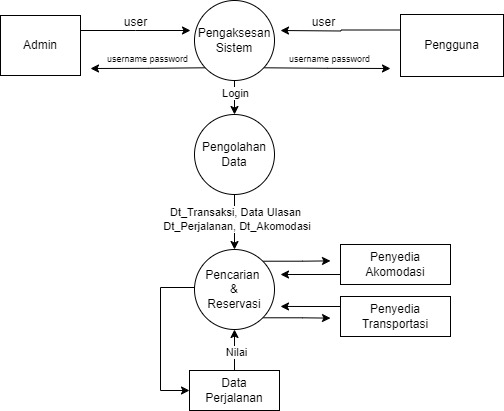 user
user
Admin
Pengaksesan
Sistem
Pengguna
username password
username password
Login
Pengolahan
Data
Dt_Transaksi, Data Ulasan
Dt_Perjalanan, Dt_Akomodasi
Pencarian
&
Reservasi
Penyedia
Akomodasi
Penyedia
Transportasi
Nilai
Data
Perjalanan